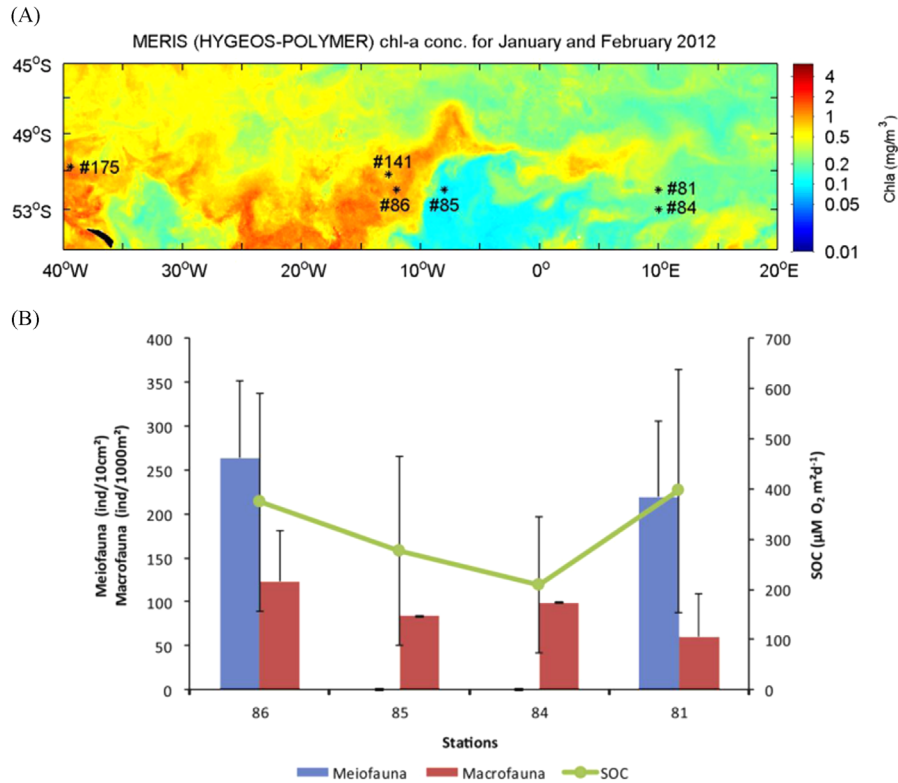 (A)
MERIS (HYGEOS-POLYMER) chl-a conc. for January and February 2012
45°S
49°S
53°S
#175
#141
#86
#85
#81
#84
40°W
30°W
20°W
10°W
0°
10°E
20°E
4
2
1
0.5
0.2
0.1
0.05
0.01
Chla (mg/m³)
(B)
400
350
300
250
200
150
100
50
0
Meiofauna (ind/10cm²)
Macrofauna (ind/1000m²)
700
600
500
400
300
200
100
0
SOC (µM O₂ m²d⁻¹)
86
85
84
81
Stations
Meiofauna
Macrofauna
SOC